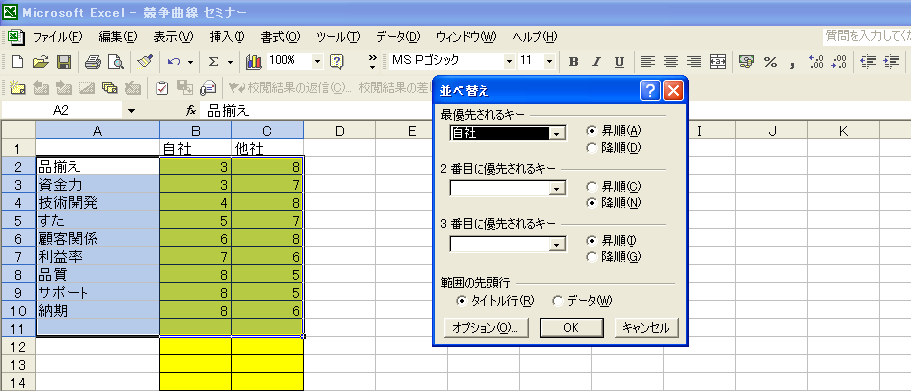 Microsoft Excel - 競争曲線 セミナー
ファイル(F) 編集(E) 表示(V) 挿入(I) 書式(O) ツール(T) データ(D) ウィンドウ(W) ヘルプ(H) 質問を入力してく
100% MS Pゴシック 11 B I U % ,
校閲結果の返信(C)... 校閲結果の差し
A2 fx 品揃え
A B C D E I J K
1 自社 他社
2 品揃え 3 8
3 資金力 3 7
4 技術開発 4 8
5 すた 5 7
6 顧客関係 6 8
7 利益率 7 6
8 品質 8 5
9 サポート 8 5
10 納期 8 6
11
12
13
14
並べ替え
最優先されるキー
自社
昇順(A)
降順(D)
2 番目に優先されるキー
昇順(C)
降順(N)
3 番目に優先されるキー
昇順(I)
降順(G)
範囲の先頭行
タイトル行(R) データ(W)
オプション(O)... OK キャンセル